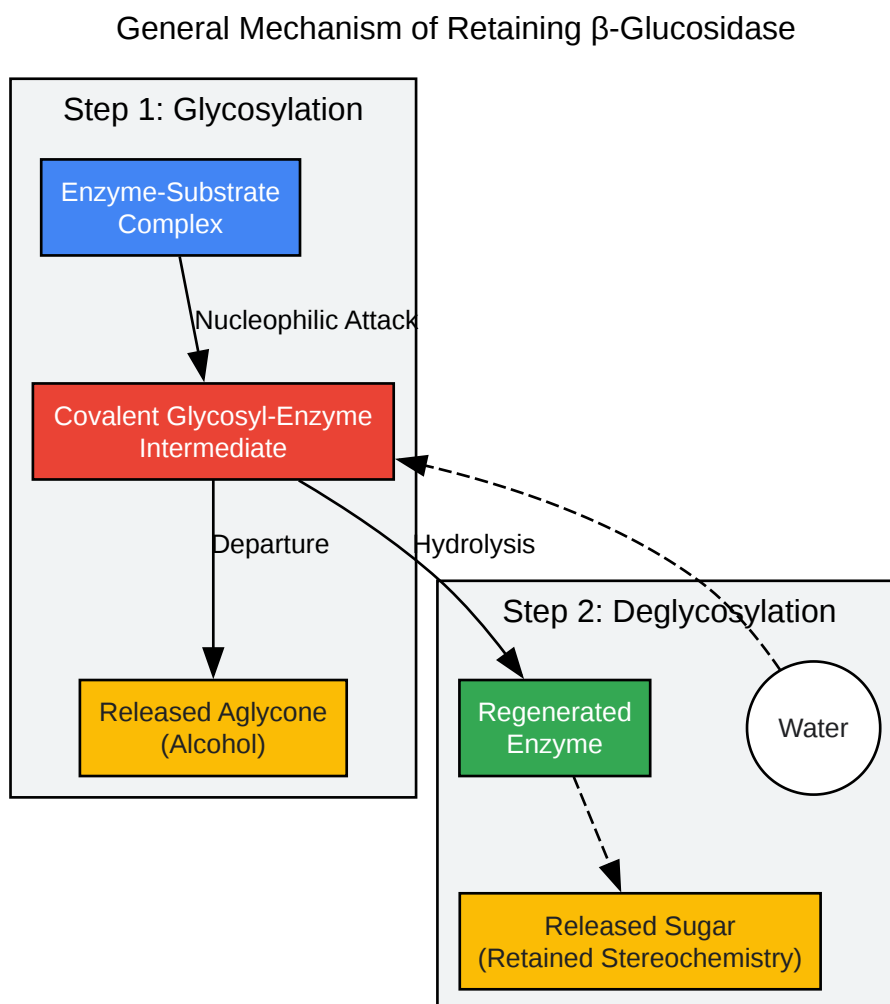 General Mechanism of Retaining β-Glucosidase
Step 1: Glycosylation
Enzyme-Substrate
Complex
Nucleophilic Attack
Covalent Glycosyl-Enzyme
Intermediate
Departure
Hydrolysis
Released Aglycone
(Alcohol)
Step 2: Deglycosylation
Regenerated
Enzyme
Water
Released Sugar
(Retained Stereochemistry)